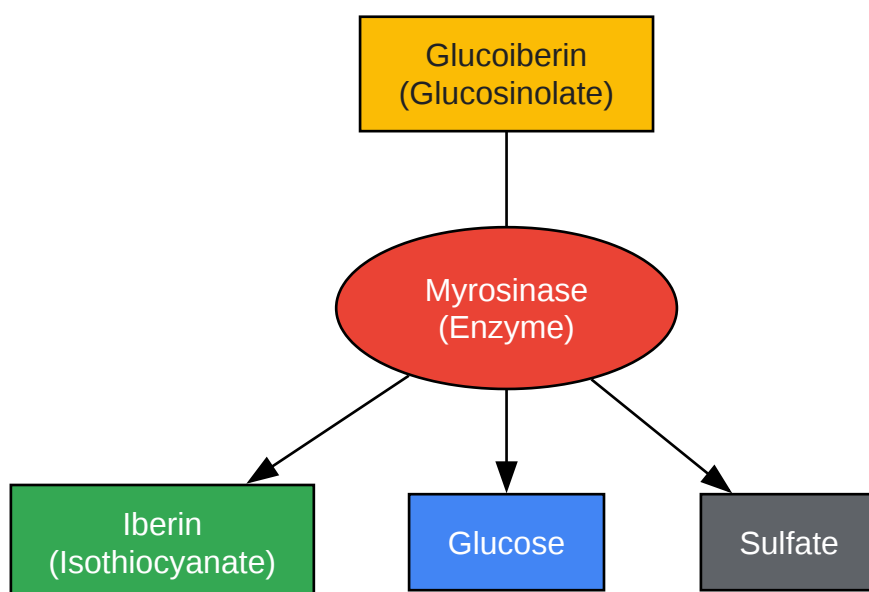 Glucoiberin
(Glucosinolate)
Myrosinase
(Enzyme)
Iberin
(Isothiocyanate)
Glucose
Sulfate